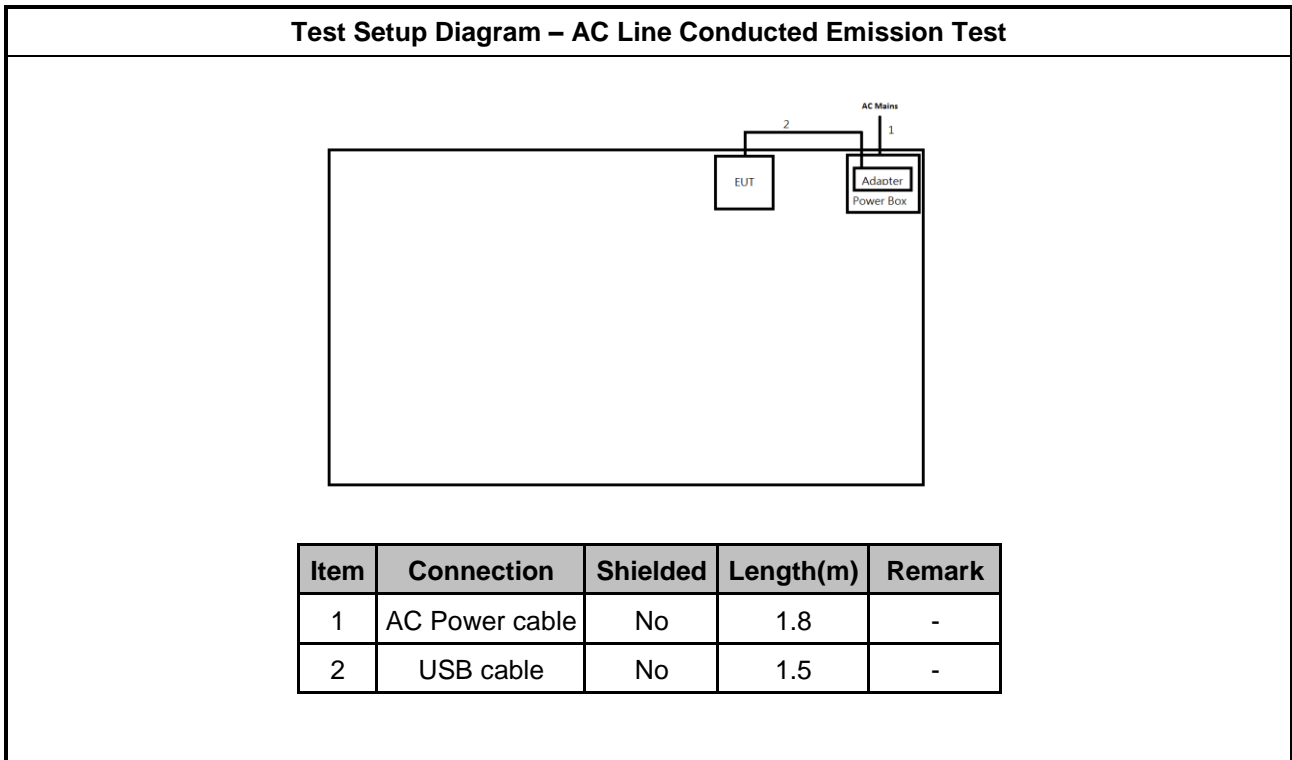 Test Setup Diagram – AC Line Conducted Emission Test
AC Mains
2
1
EUT
Adapter
Power Box
Item Connection Shielded Length(m) Remark
1 AC Power cable No 1.8 -
2 USB cable No 1.5 -